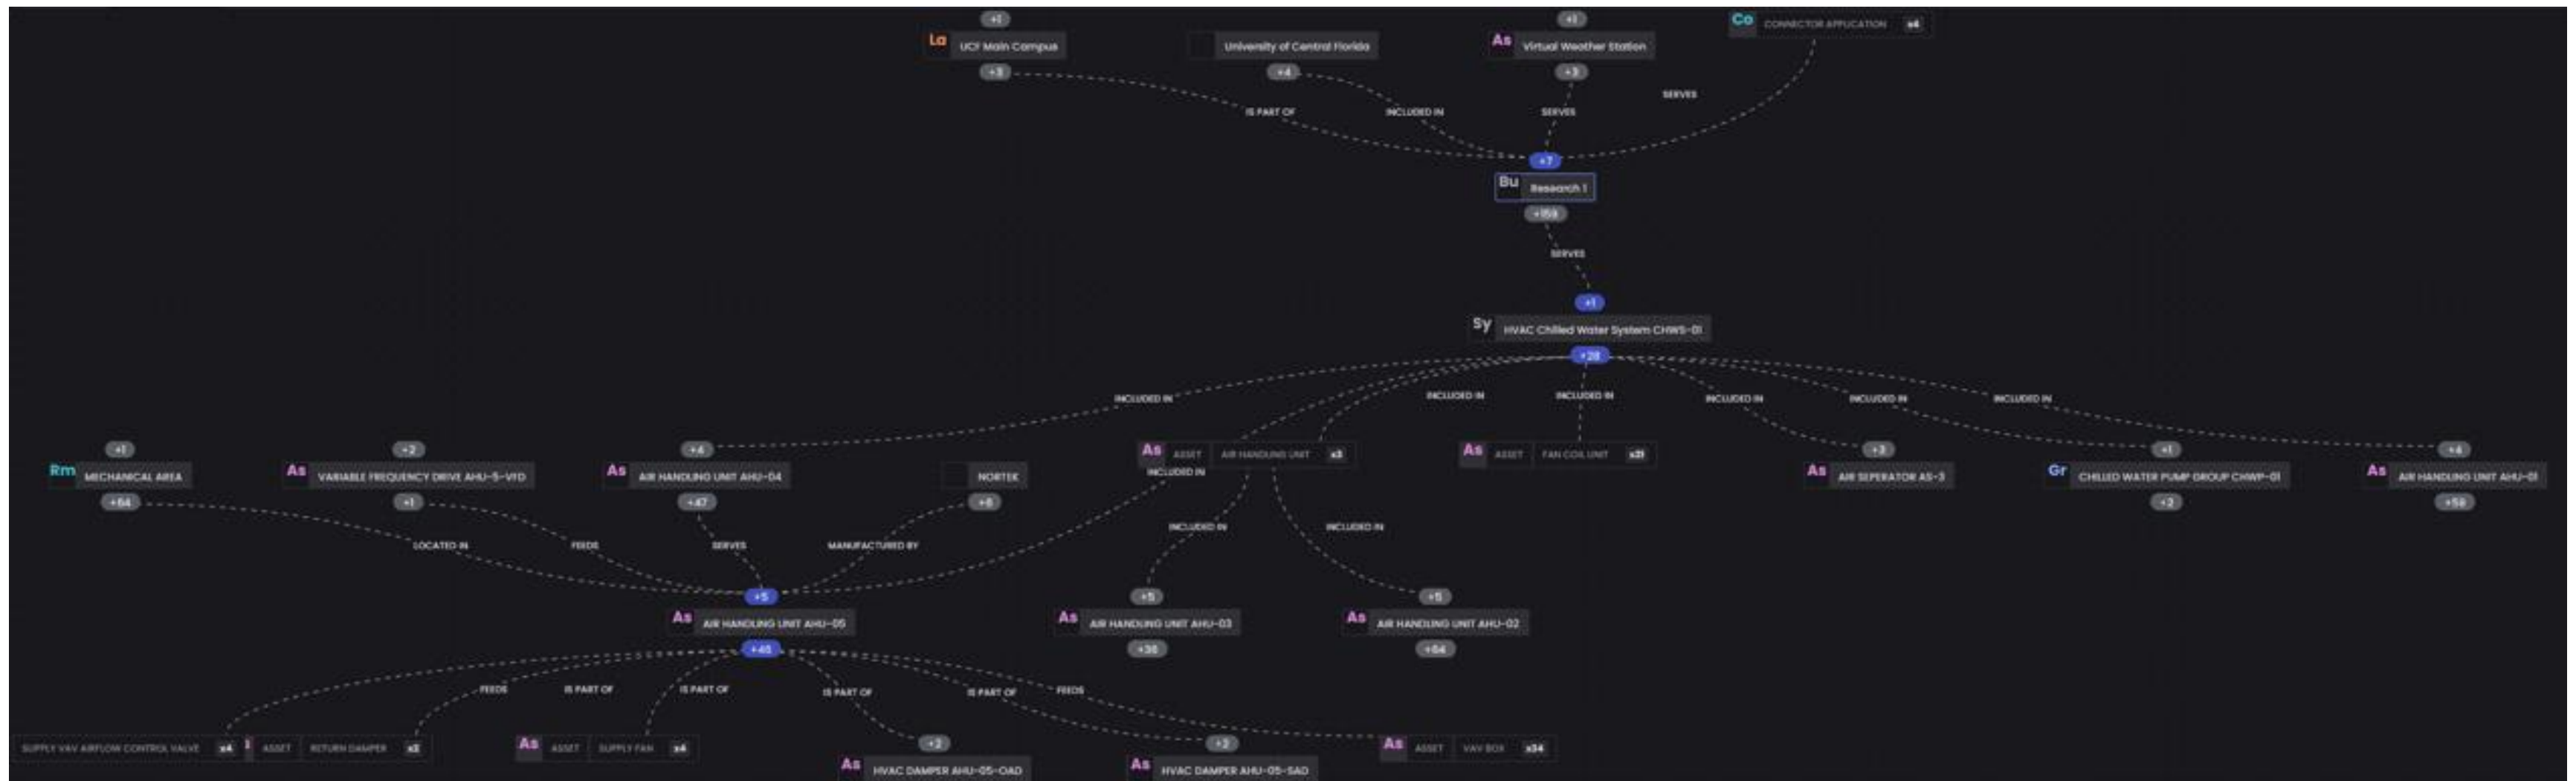 +1
+1
Co CONNECTOR APPLICATION x4
La UCF Main Campus
University of Central Florida
As Virtual Weather Station
+3
+4
+3
SERVES
IS PART OF
INCLUDED IN
SERVES
+7
Bu Research 1
+159
SERVES
+1
Sy HVAC Chilled Water System CHWS-01
+28
INCLUDED IN
INCLUDED IN
INCLUDED IN
INCLUDED IN
INCLUDED IN
INCLUDED IN
+1
+2
+4
As ASSET AIR HANDLING UNIT x3
As ASSET FAN COIL UNIT x21
+3
+1
+4
Rm MECHANICAL AREA
As VARIABLE FREQUENCY DRIVE AHU-5-VFD
As AIR HANDLING UNIT AHU-04
NORTEK
INCLUDED IN
As AIR SEPERATOR AS-3
Gr CHILLED WATER PUMP GROUP CHWP-01
As AIR HANDLING UNIT AHU-01
+64
+1
+47
+6
+2
+59
INCLUDED IN
INCLUDED IN
LOCATED IN
FEEDS
SERVES
MANUFACTURED BY
+5
+5
+5
As AIR HANDLING UNIT AHU-05
As AIR HANDLING UNIT AHU-03
As AIR HANDLING UNIT AHU-02
+46
+36
+64
FEEDS
IS PART OF
IS PART OF
IS PART OF
IS PART OF
FEEDS
SUPPLY VAV AIRFLOW CONTROL VALVE x4
ASSET RETURN DAMPER
As ASSET SUPPLY FAN x4
+2
+2
As ASSET VAV BOX x34
As HVAC DAMPER AHU-05-OAD
As HVAC DAMPER AHU-05-SAD